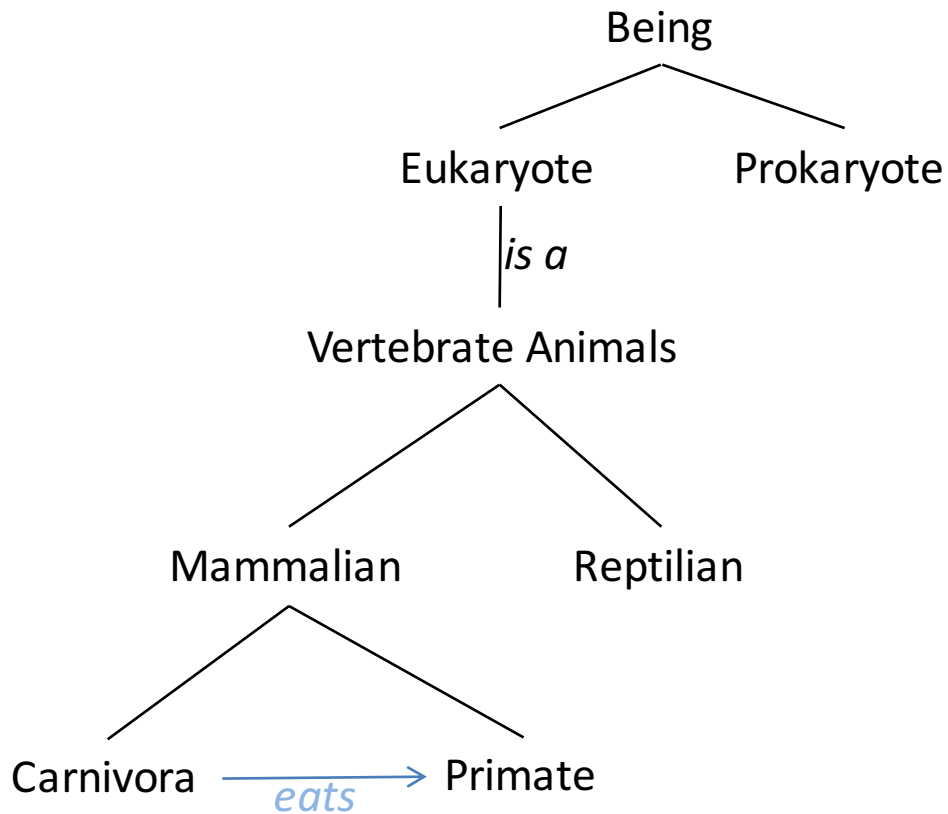 Being
Eukaryote
Prokaryote
is a
Vertebrate Animals
Mammalian
Reptilian
Carnivora
eats
Primate